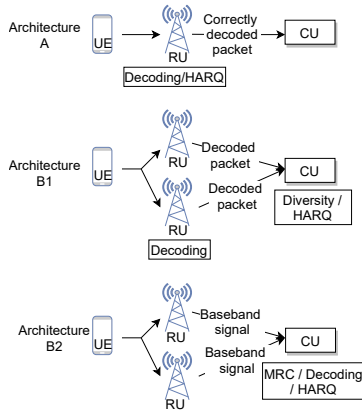 Architecture
A
UE
RU
Decoding/HARQ
Correctly
decoded
packet
CU
Architecture
B1
UE
RU
RU
Decoding
Decoded
packet
Decoded
packet
CU
Diversity /
HARQ
Architecture
B2
UE
RU
RU
Baseband
signal
Baseband
signal
CU
MRC / Decoding
/ HARQ